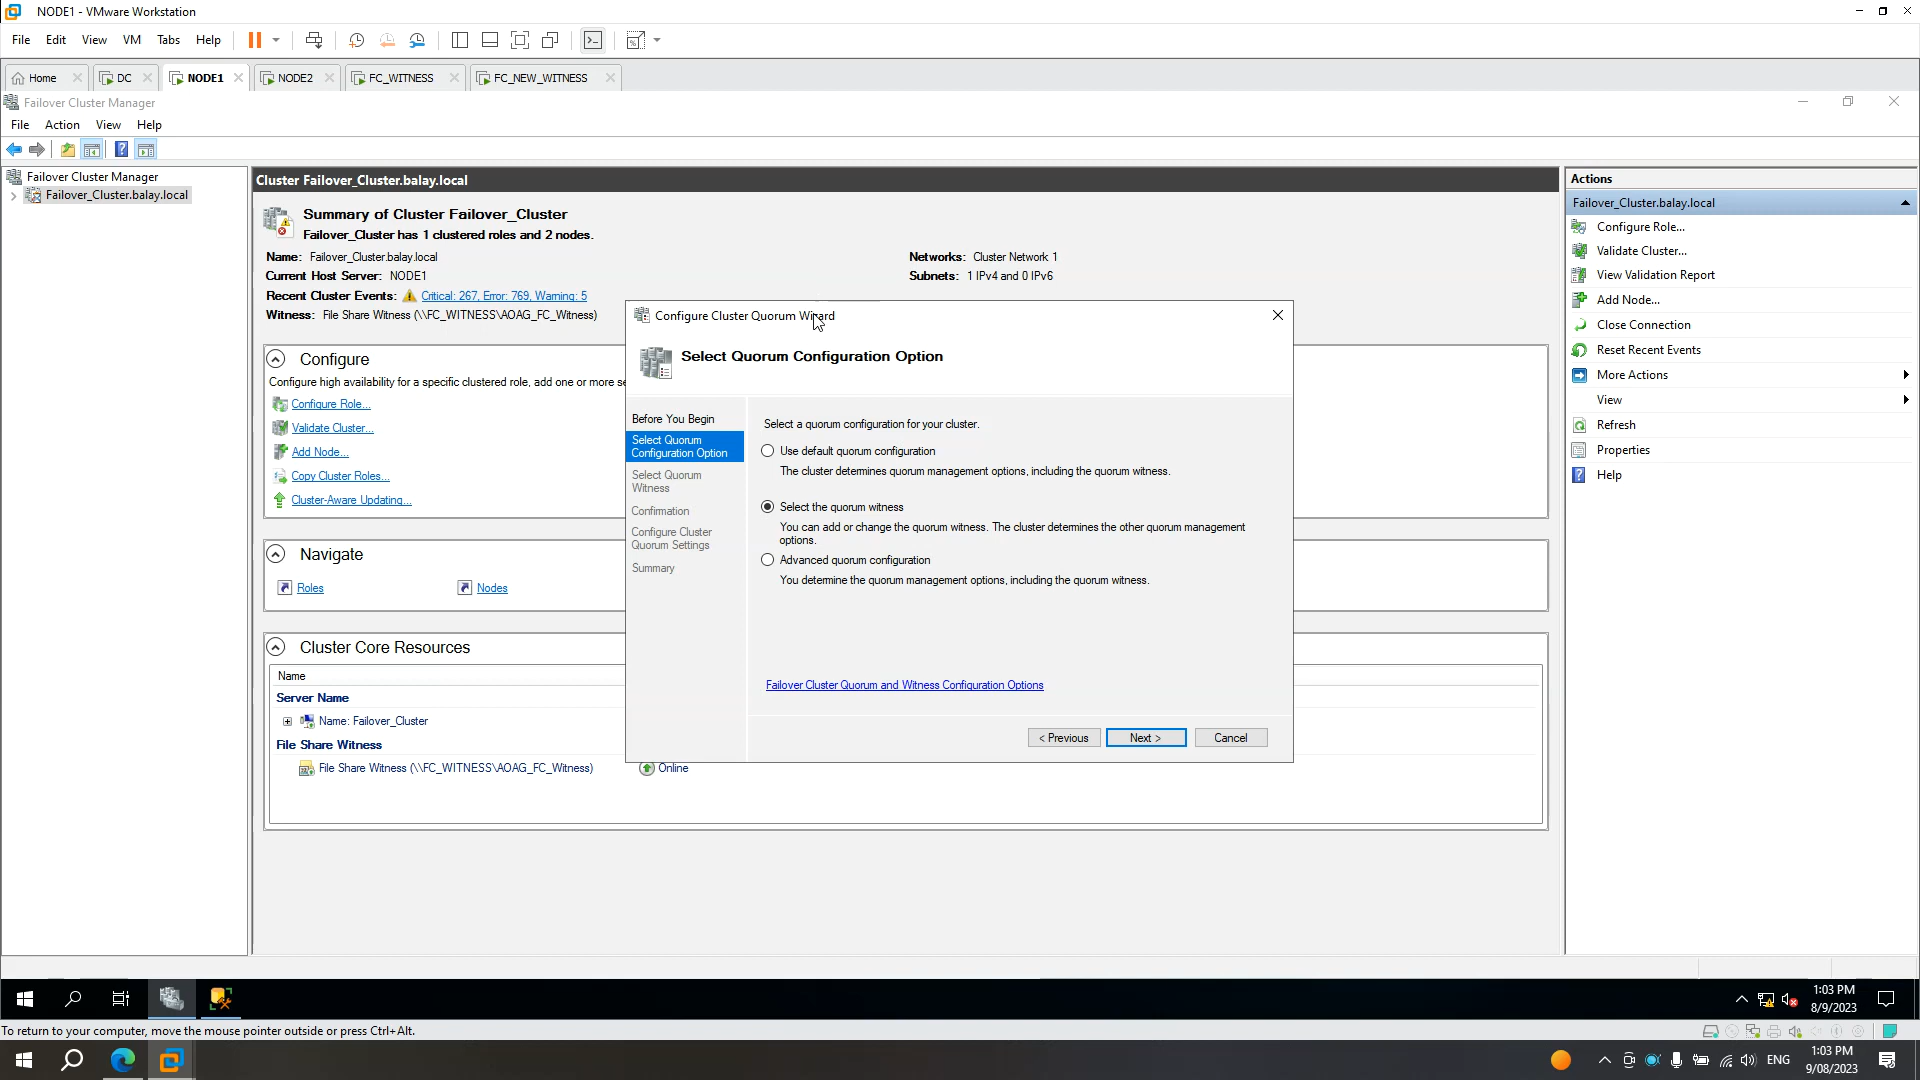 NODE1 - VMware Workstation
File Edit View VM Tabs Help
Home DC NODE1 NODE2 FC_WITNESS FC_NEW_WITNESS
Failover Cluster Manager
File Action View Help
Failover Cluster Manager
Failover_Cluster.balay.local
Cluster Failover_Cluster.balay.local
Summary of Cluster Failover_Cluster
Failover_Cluster has 1 clustered roles and 2 nodes.
Name: Failover_Cluster.balay.local
Networks: Cluster Network 1
Current Host Server: NODE1
Subnets: 1 IPv4 and 0 IPv6
Recent Cluster Events: Critical: 267, Error: 769, Warning: 5
Witness: File Share Witness (\\FC_WITNESS\AOAG_FC_Witness)
Configure
Configure high availability for a specific clustered role, add one or more se
Configure Role...
Validate Cluster...
Add Node...
Copy Cluster Roles...
Cluster-Aware Updating...
Navigate
Roles Nodes
Cluster Core Resources
Name
Server Name
Name: Failover_Cluster
File Share Witness
File Share Witness (\\FC_WITNESS\AOAG_FC_Witness) Online
Configure Cluster Quorum Wizard
Select Quorum Configuration Option
Before You Begin
Select Quorum
Configuration Option
Select Quorum
Witness
Confirmation
Configure Cluster
Quorum Settings
Summary
Select a quorum configuration for your cluster.
Use default quorum configuration
The cluster determines quorum management options, including the quorum witness.
Select the quorum witness
You can add or change the quorum witness. The cluster determines the other quorum management
options.
Advanced quorum configuration
You determine the quorum management options, including the quorum witness.
Failover Cluster Quorum and Witness Configuration Options
< Previous Next > Cancel
Actions
Failover_Cluster.balay.local
Configure Role...
Validate Cluster...
View Validation Report
Add Node...
Close Connection
Reset Recent Events
More Actions
View
Refresh
Properties
Help
1:03 PM
8/9/2023
To return to your computer, move the mouse pointer outside or press Ctrl+Alt.
ENG
1:03 PM
9/08/2023